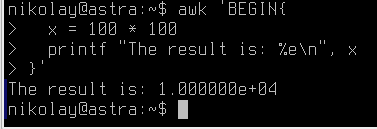 nikolay@astra:~$ awk 'BEGIN{
>   x = 100 * 100
>   printf "The result is: %e\n", x
> }'
The result is: 1.000000e+04
nikolay@astra:~$